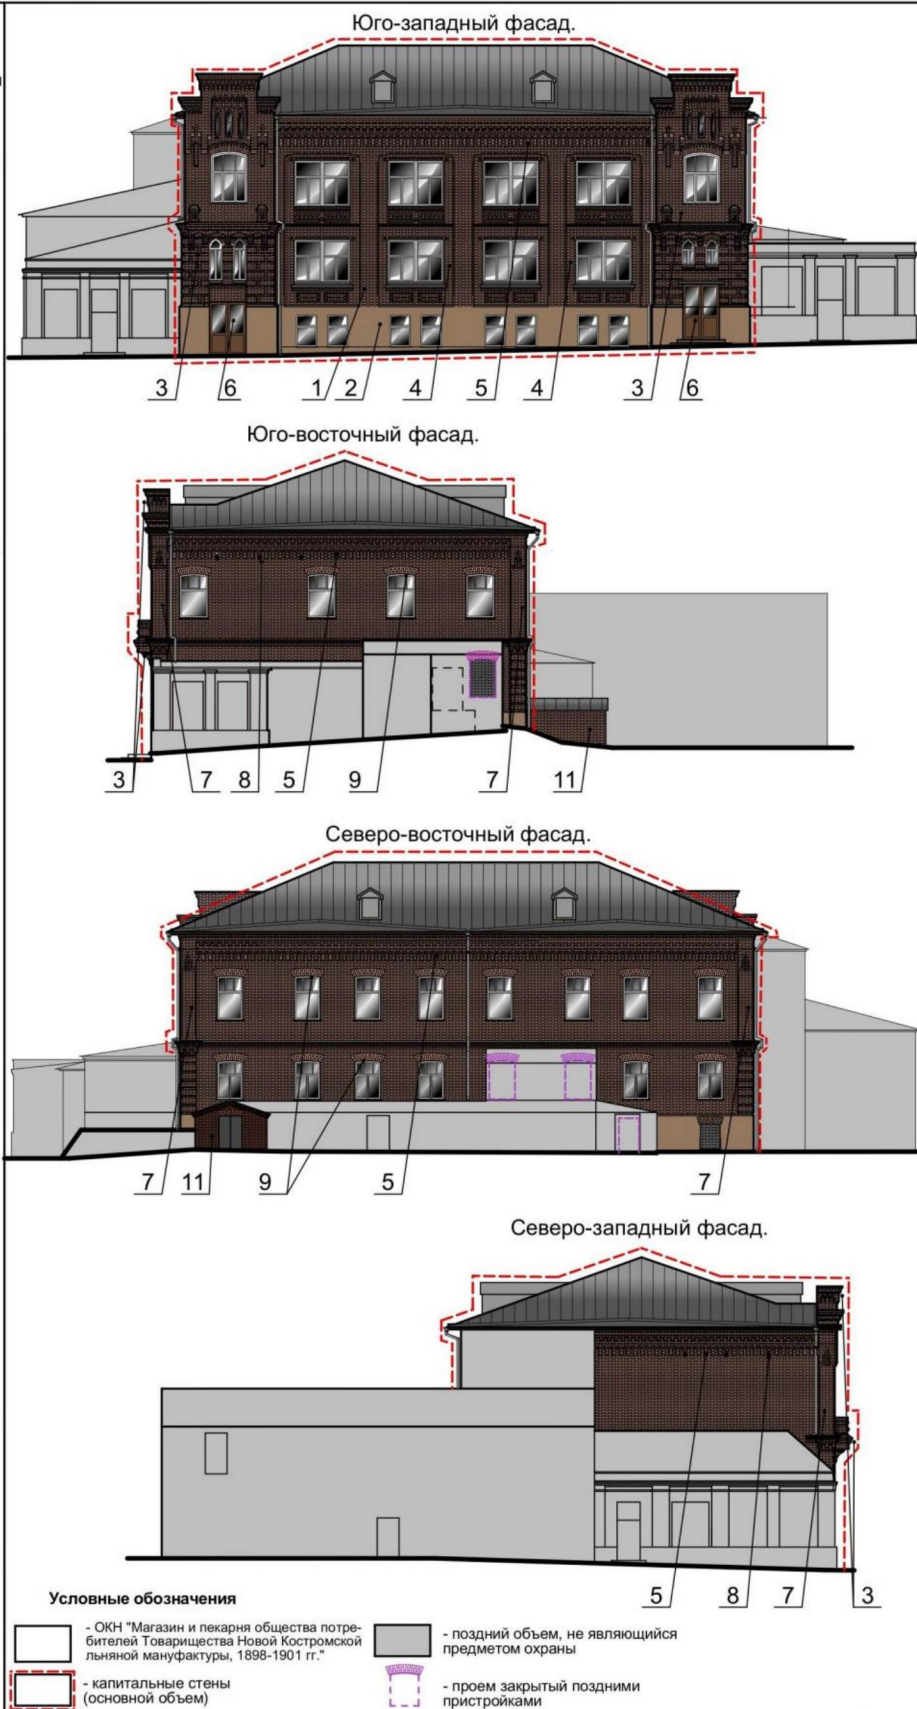 Юго-западный фасад.
3 6 1 2 4 5 4 3 6
Юго-восточный фасад.
3 7 8 5 9 7 11
Северо-восточный фасад.
7 11 9 5 7
Северо-западный фасад.
5 8 7 3
Условные обозначения
- ОКН "Магазин и пекарня общества потре-
бителей Товарищества Новой Костромской
льняной мануфактуры, 1898-1901 гг."
- поздний объем, не являющийся
предметом охраны
- капитальные стены
(основной объем)
- проем закрытый поздними
пристройками